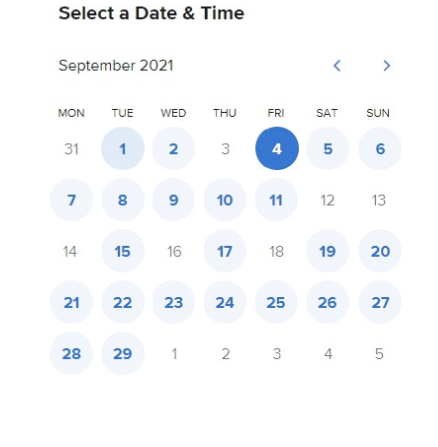 Select a Date & Time
September 2021
MON TUE WED THU FRI SAT SUN
31 1 2 3 4 5 6
7 8 9 10 11 12 13
14 15 16 17 18 19 20
21 22 23 24 25 26 27
28 29 1 2 3 4 5